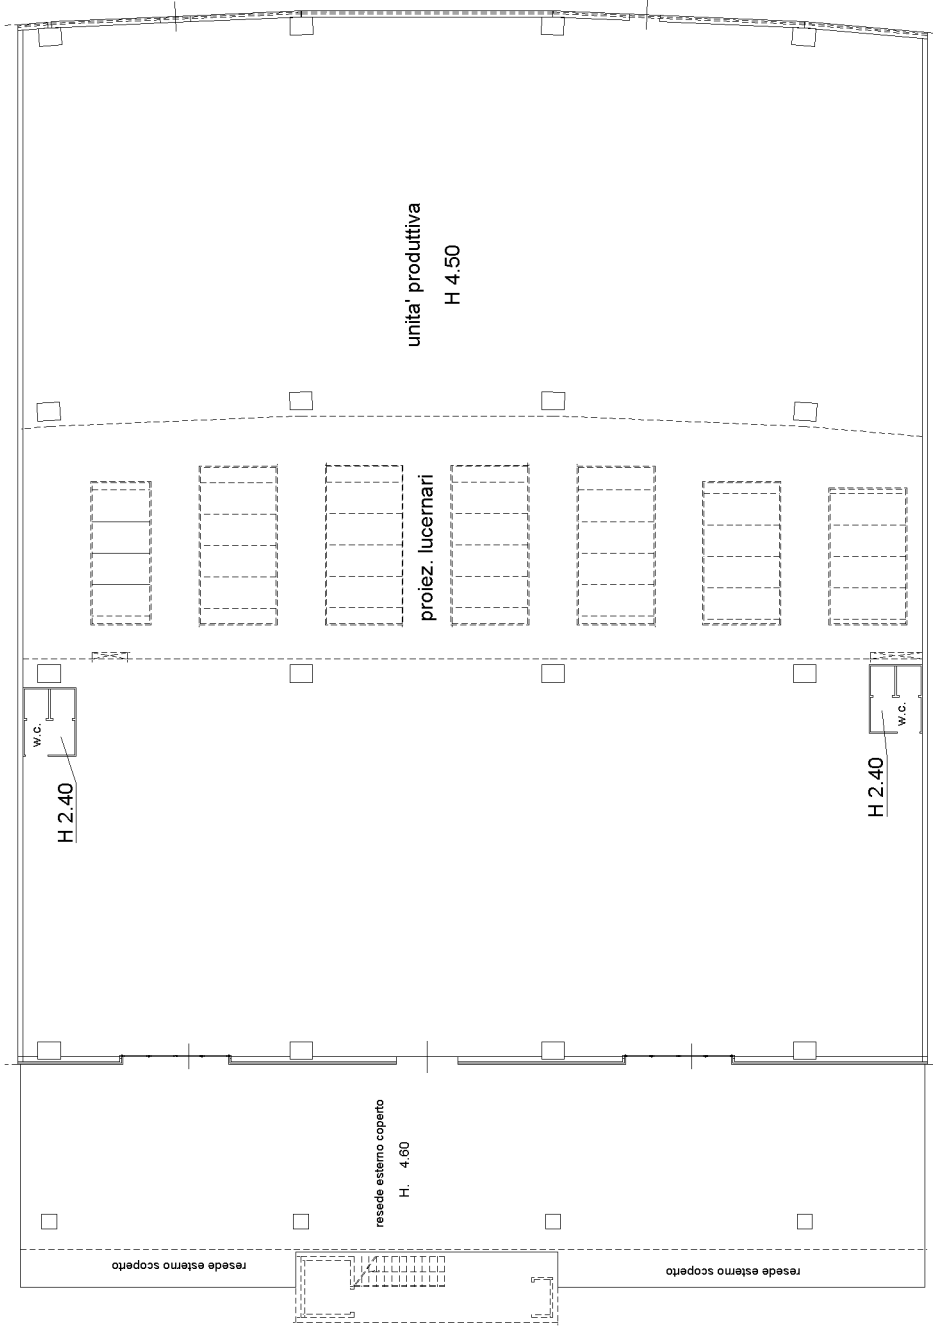 unita' produttiva
H 4.50
proiez. lucernari
w.c.
H 2.40
w.c.
H 2.40
resede esterno coperto
H. 4.60
resede esterno scoperto
resede esterno scoperto